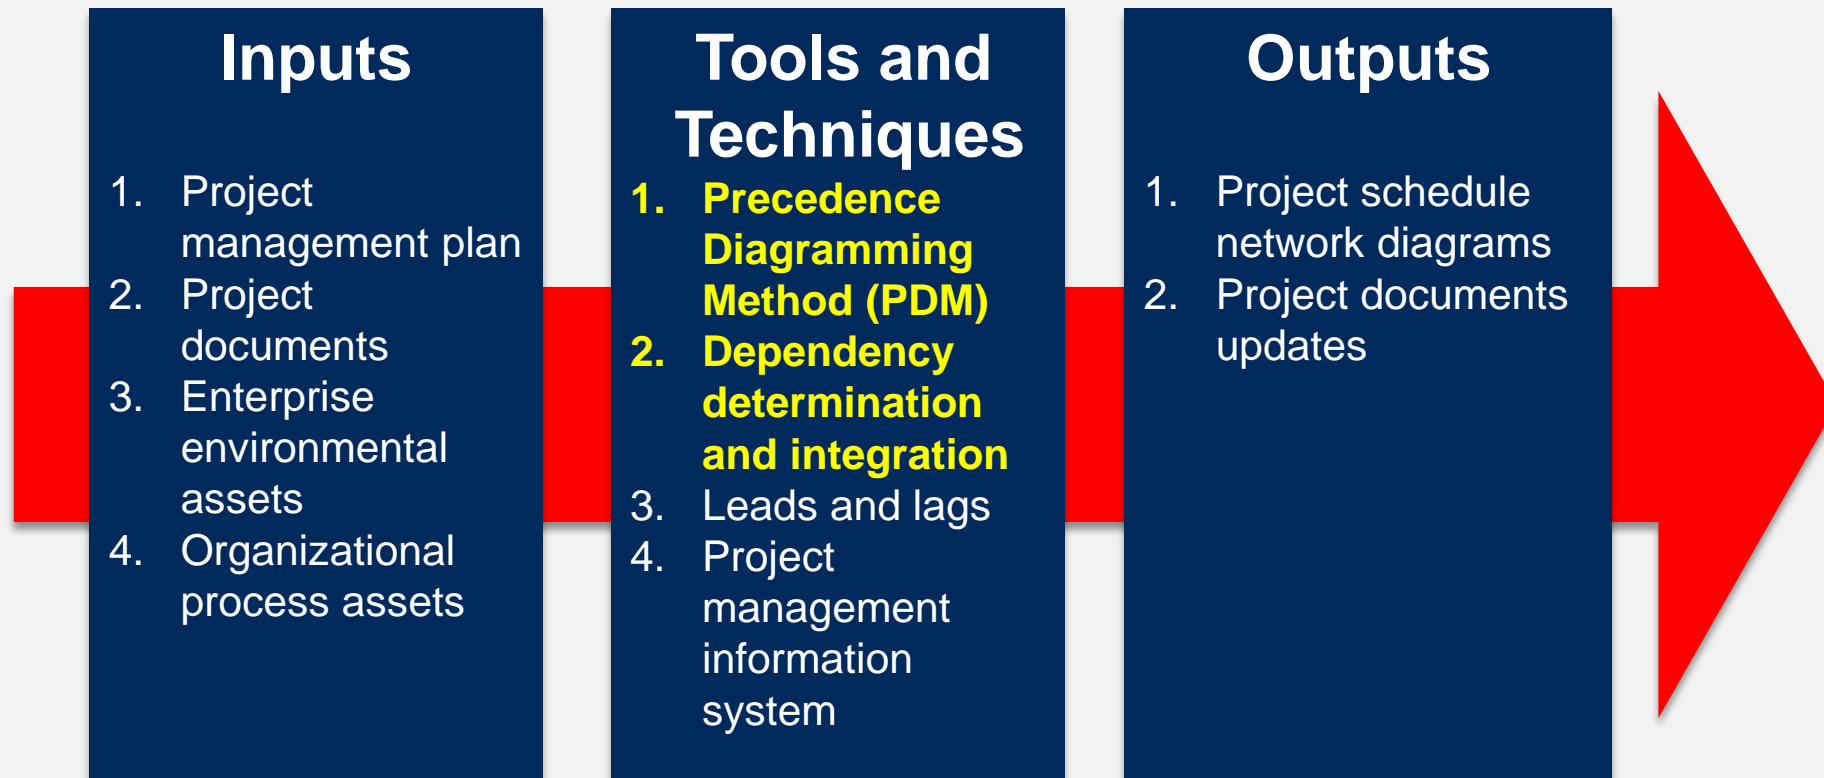 Inputs
1. Project
management plan
2. Project
documents
3. Enterprise
environmental
assets
4. Organizational
process assets
Tools and
Techniques
1. Precedence
Diagramming
Method (PDM)
2. Dependency
determination
and integration
3. Leads and lags
4. Project
management
information
system
Outputs
1. Project schedule
network diagrams
2. Project documents
updates